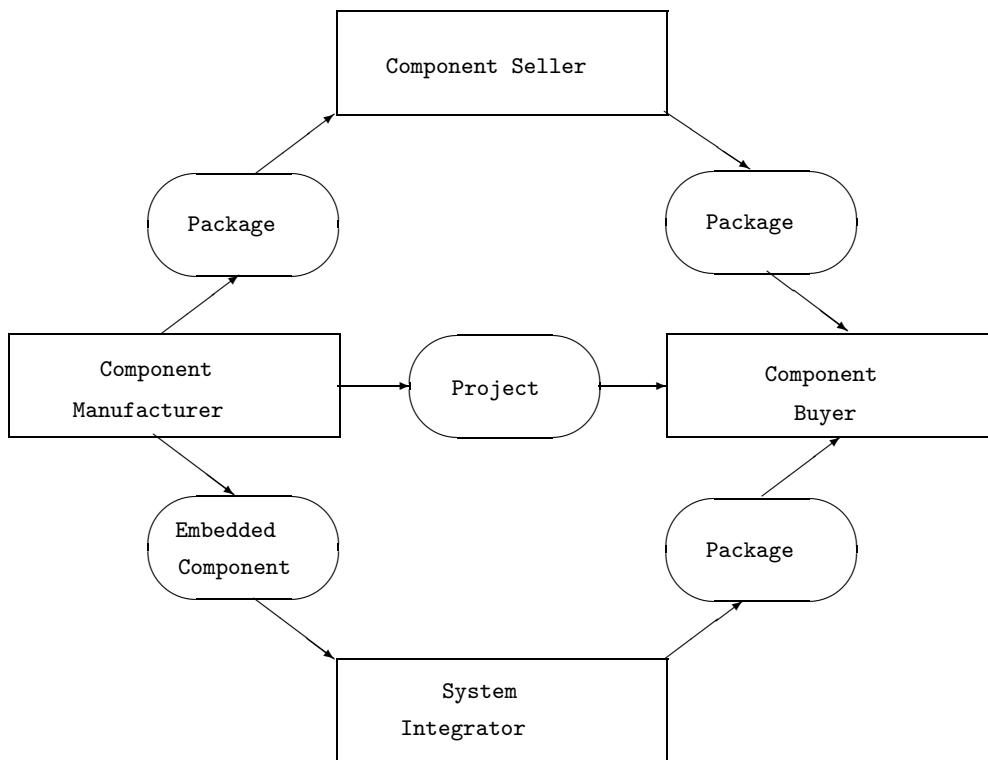 Component Seller
Package
Package
Component
Manufacturer
Project
Component
Buyer
Embedded
Component
Package
System
Integrator